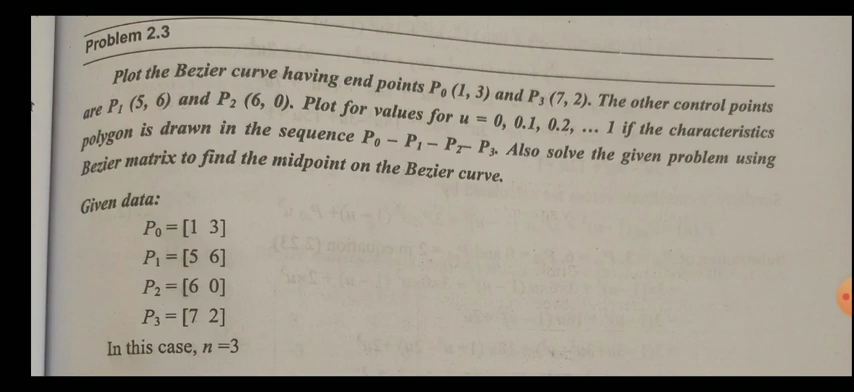 Problem 2.3
Plot the Bezier curve having end points P₀ (1, 3) and P₃ (7, 2). The other control points
are P₁ (5, 6) and P₂ (6, 0). Plot for values for u = 0, 0.1, 0.2, ... 1 if the characteristics
polygon is drawn in the sequence P₀ – P₁ – P₂– P₃. Also solve the given problem using
Bezier matrix to find the midpoint on the Bezier curve.
Given data:
P₀ = [1 3]
P₁ = [5 6]
P₂ = [6 0]
P₃ = [7 2]
In this case, n =3